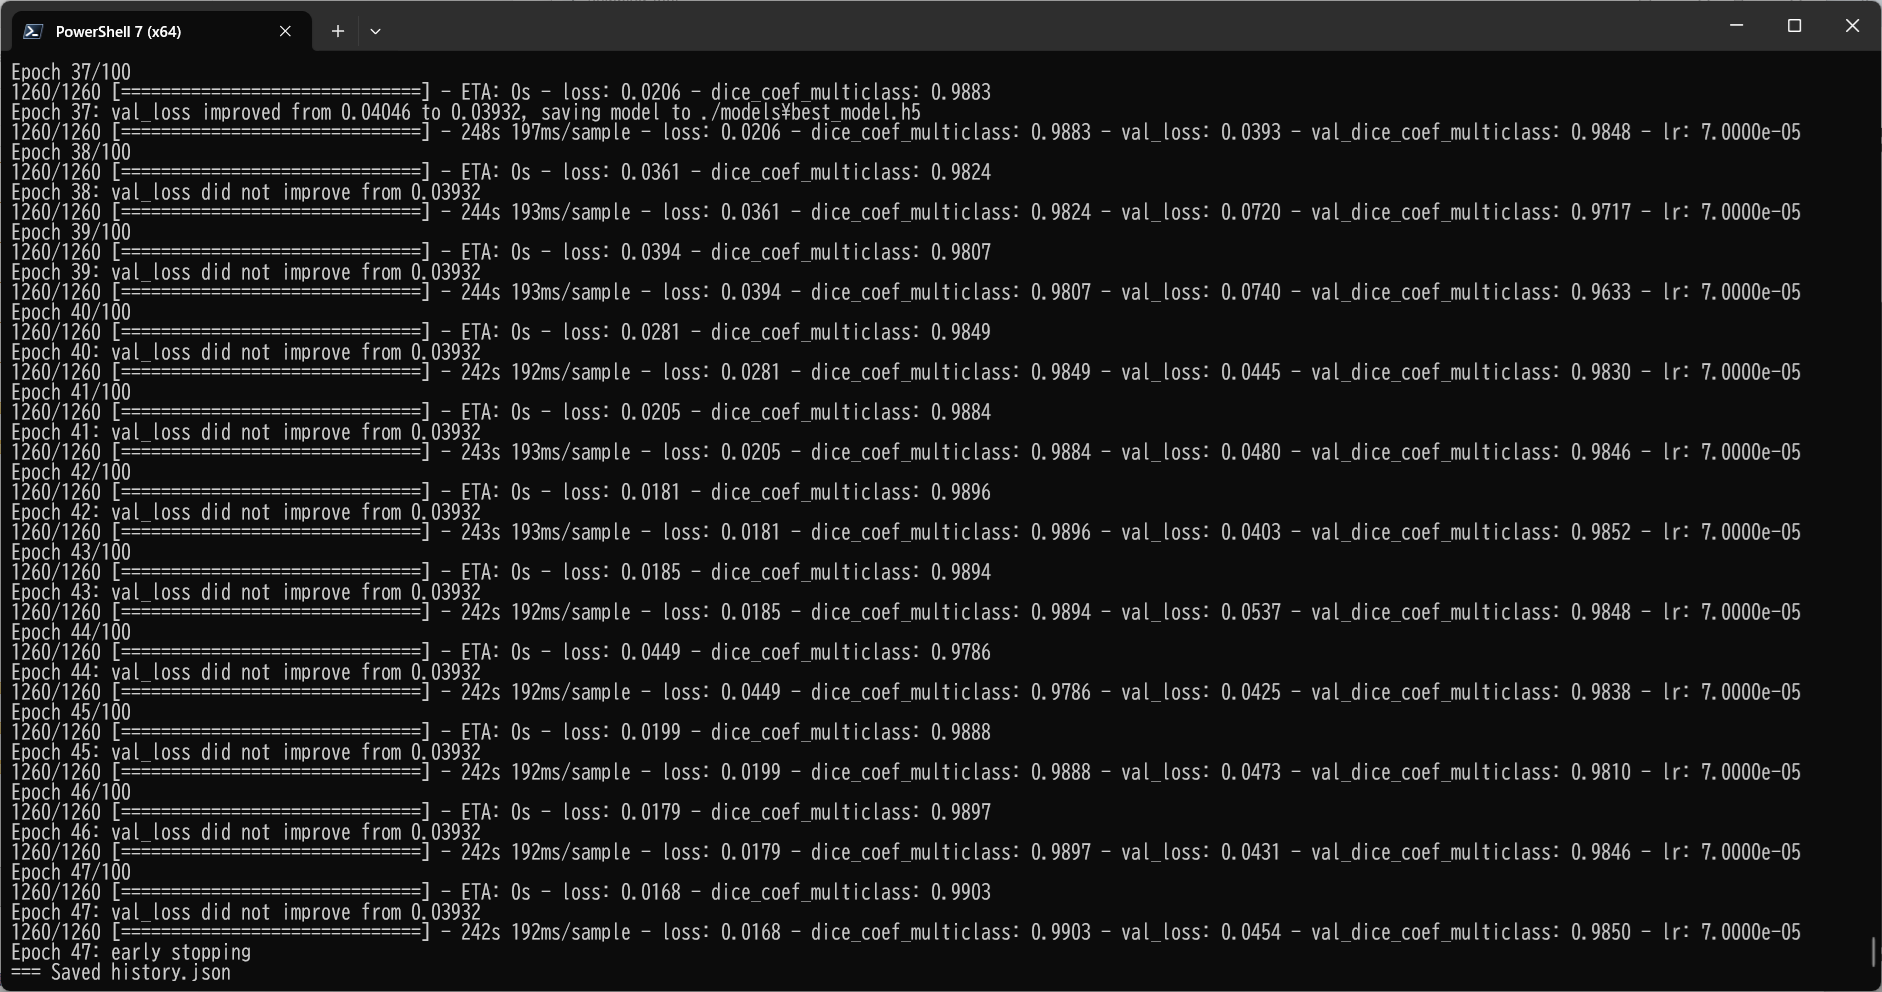 PowerShell 7 (x64)
Epoch 37/100
1260/1260 [==============================] - ETA: 0s - loss: 0.0206 - dice_coef_multiclass: 0.9883
Epoch 37: val_loss improved from 0.04046 to 0.03932, saving model to ./models¥best_model.h5
1260/1260 [==============================] - 248s 197ms/sample - loss: 0.0206 - dice_coef_multiclass: 0.9883 - val_loss: 0.0393 - val_dice_coef_multiclass: 0.9848 - lr: 7.0000e-05
Epoch 38/100
1260/1260 [==============================] - ETA: 0s - loss: 0.0361 - dice_coef_multiclass: 0.9824
Epoch 38: val_loss did not improve from 0.03932
1260/1260 [==============================] - 244s 193ms/sample - loss: 0.0361 - dice_coef_multiclass: 0.9824 - val_loss: 0.0720 - val_dice_coef_multiclass: 0.9717 - lr: 7.0000e-05
Epoch 39/100
1260/1260 [==============================] - ETA: 0s - loss: 0.0394 - dice_coef_multiclass: 0.9807
Epoch 39: val_loss did not improve from 0.03932
1260/1260 [==============================] - 244s 193ms/sample - loss: 0.0394 - dice_coef_multiclass: 0.9807 - val_loss: 0.0740 - val_dice_coef_multiclass: 0.9633 - lr: 7.0000e-05
Epoch 40/100
1260/1260 [==============================] - ETA: 0s - loss: 0.0281 - dice_coef_multiclass: 0.9849
Epoch 40: val_loss did not improve from 0.03932
1260/1260 [==============================] - 242s 192ms/sample - loss: 0.0281 - dice_coef_multiclass: 0.9849 - val_loss: 0.0445 - val_dice_coef_multiclass: 0.9830 - lr: 7.0000e-05
Epoch 41/100
1260/1260 [==============================] - ETA: 0s - loss: 0.0205 - dice_coef_multiclass: 0.9884
Epoch 41: val_loss did not improve from 0.03932
1260/1260 [==============================] - 243s 193ms/sample - loss: 0.0205 - dice_coef_multiclass: 0.9884 - val_loss: 0.0480 - val_dice_coef_multiclass: 0.9846 - lr: 7.0000e-05
Epoch 42/100
1260/1260 [==============================] - ETA: 0s - loss: 0.0181 - dice_coef_multiclass: 0.9896
Epoch 42: val_loss did not improve from 0.03932
1260/1260 [==============================] - 243s 193ms/sample - loss: 0.0181 - dice_coef_multiclass: 0.9896 - val_loss: 0.0403 - val_dice_coef_multiclass: 0.9852 - lr: 7.0000e-05
Epoch 43/100
1260/1260 [==============================] - ETA: 0s - loss: 0.0185 - dice_coef_multiclass: 0.9894
Epoch 43: val_loss did not improve from 0.03932
1260/1260 [==============================] - 242s 192ms/sample - loss: 0.0185 - dice_coef_multiclass: 0.9894 - val_loss: 0.0537 - val_dice_coef_multiclass: 0.9848 - lr: 7.0000e-05
Epoch 44/100
1260/1260 [==============================] - ETA: 0s - loss: 0.0449 - dice_coef_multiclass: 0.9786
Epoch 44: val_loss did not improve from 0.03932
1260/1260 [==============================] - 242s 192ms/sample - loss: 0.0449 - dice_coef_multiclass: 0.9786 - val_loss: 0.0425 - val_dice_coef_multiclass: 0.9838 - lr: 7.0000e-05
Epoch 45/100
1260/1260 [==============================] - ETA: 0s - loss: 0.0199 - dice_coef_multiclass: 0.9888
Epoch 45: val_loss did not improve from 0.03932
1260/1260 [==============================] - 242s 192ms/sample - loss: 0.0199 - dice_coef_multiclass: 0.9888 - val_loss: 0.0473 - val_dice_coef_multiclass: 0.9810 - lr: 7.0000e-05
Epoch 46/100
1260/1260 [==============================] - ETA: 0s - loss: 0.0179 - dice_coef_multiclass: 0.9897
Epoch 46: val_loss did not improve from 0.03932
1260/1260 [==============================] - 242s 192ms/sample - loss: 0.0179 - dice_coef_multiclass: 0.9897 - val_loss: 0.0431 - val_dice_coef_multiclass: 0.9846 - lr: 7.0000e-05
Epoch 47/100
1260/1260 [==============================] - ETA: 0s - loss: 0.0168 - dice_coef_multiclass: 0.9903
Epoch 47: val_loss did not improve from 0.03932
1260/1260 [==============================] - 242s 192ms/sample - loss: 0.0168 - dice_coef_multiclass: 0.9903 - val_loss: 0.0454 - val_dice_coef_multiclass: 0.9850 - lr: 7.0000e-05
Epoch 47: early stopping
=== Saved history.json